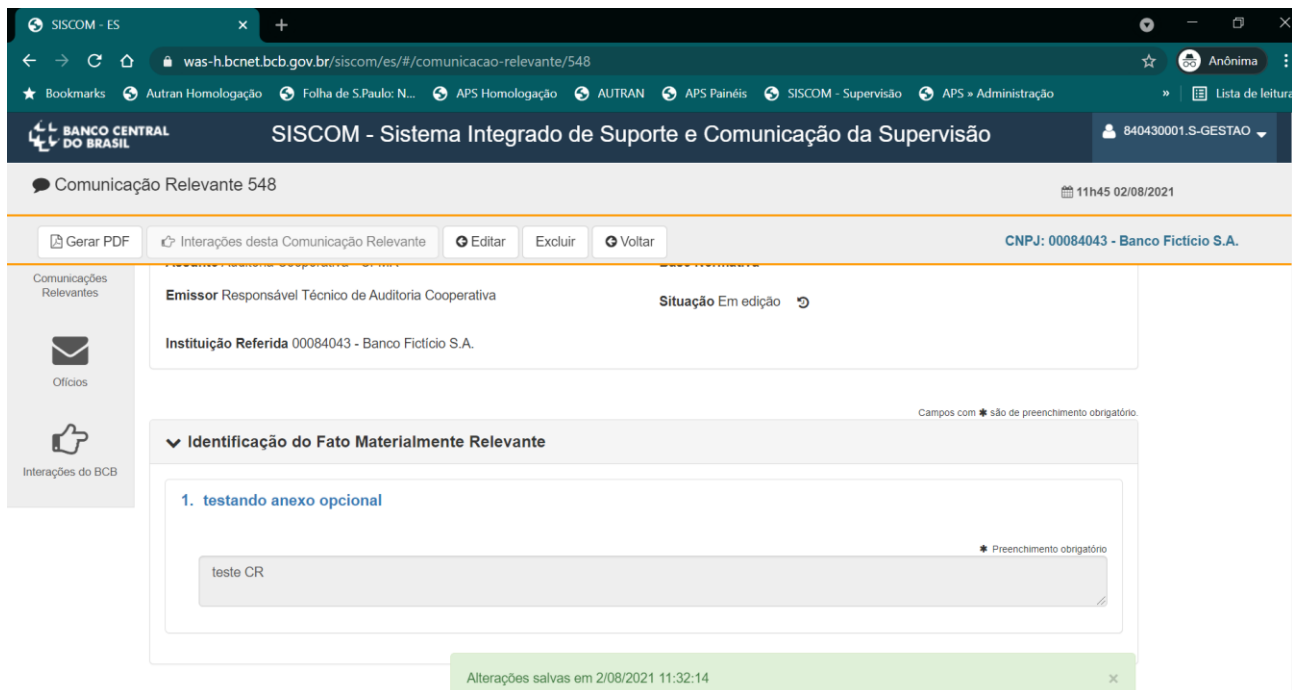 SISCOM - ES
was-h.bcnet.bcb.gov.br/siscom/es/#/comunicacao-relevante/548
Anônima
Bookmarks Autran Homologação Folha de S.Paulo: N... APS Homologação AUTRAN APS Painéis SISCOM - Supervisão APS » Administração » Lista de leitura
BANCO CENTRAL
DO BRASIL
SISCOM - Sistema Integrado de Suporte e Comunicação da Supervisão
840430001.S-GESTAO
Comunicação Relevante 548
11h45 02/08/2021
Gerar PDF Interações desta Comunicação Relevante Editar Excluir Voltar CNPJ: 00084043 - Banco Fictício S.A.
Comunicações
Relevantes
Emissor Responsável Técnico de Auditoria Cooperativa
Situação Em edição
Instituição Referida 00084043 - Banco Fictício S.A.
Ofícios
Campos com ✱ são de preenchimento obrigatório.
Identificação do Fato Materialmente Relevante
Interações do BCB
1. testando anexo opcional
✱ Preenchimento obrigatório
teste CR
Alterações salvas em 2/08/2021 11:32:14 ×